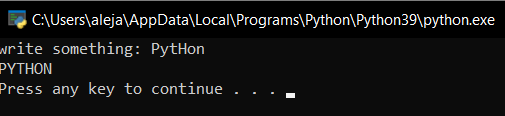 C:\Users\aleja\AppData\Local\Programs\Python\Python39\python.exe
write something: PytHon
PYTHON
Press any key to continue . . .